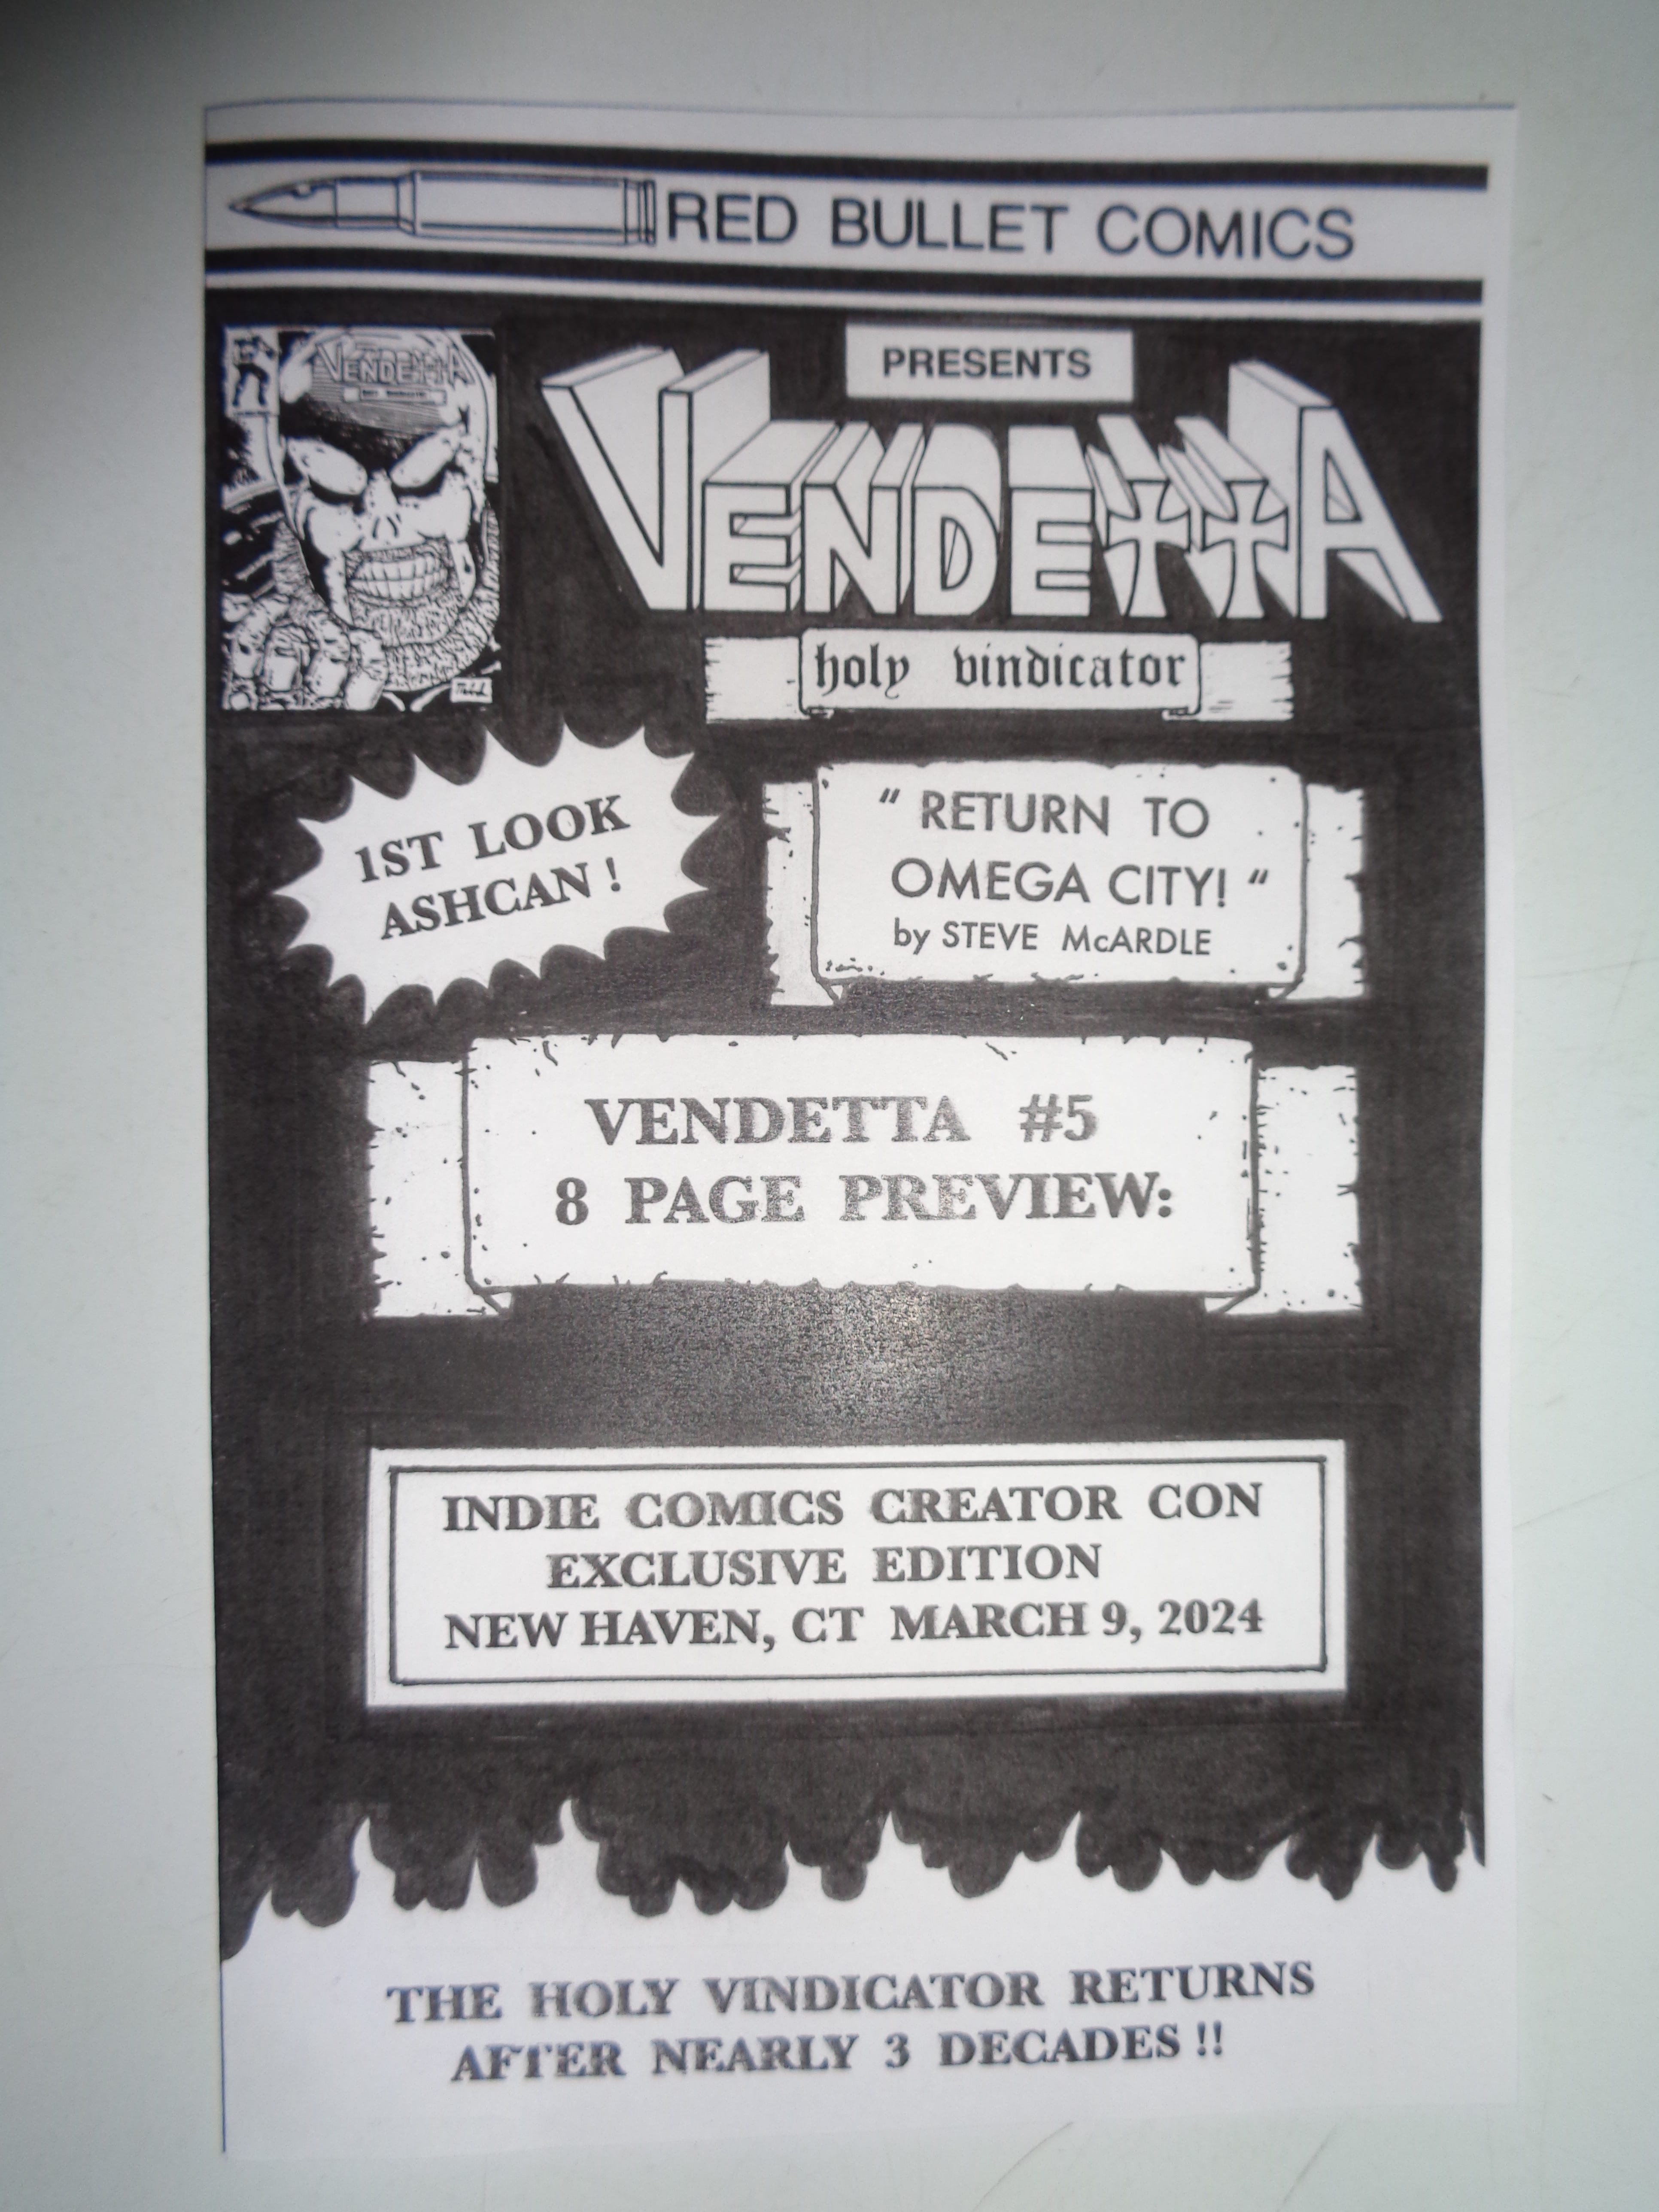 RED BULLET COMICS
PRESENTS
VENDETTA
VENDETTA
holy vindicator
1ST LOOK
ASHCAN !
" RETURN TO
OMEGA CITY! "
by STEVE McARDLE
VENDETTA #5
8 PAGE PREVIEW:
INDIE COMICS CREATOR CON
EXCLUSIVE EDITION
NEW HAVEN, CT MARCH 9, 2024
THE HOLY VINDICATOR RETURNS
AFTER NEARLY 3 DECADES !!